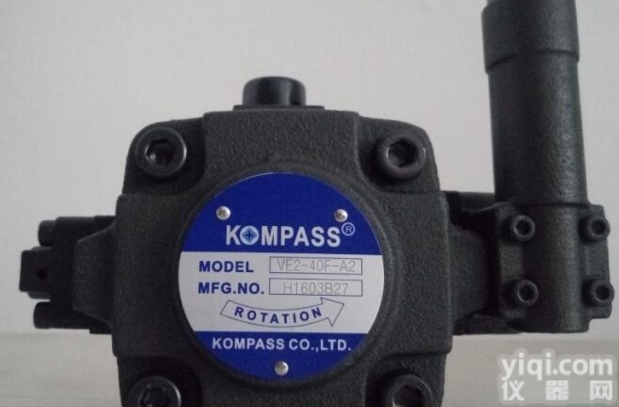 KOMPASS®
MODEL VE2-40F-A2
MFG.NO. H1603B27
ROTATION
KOMPASS CO.,LTD.
yiqi.com
仪器网